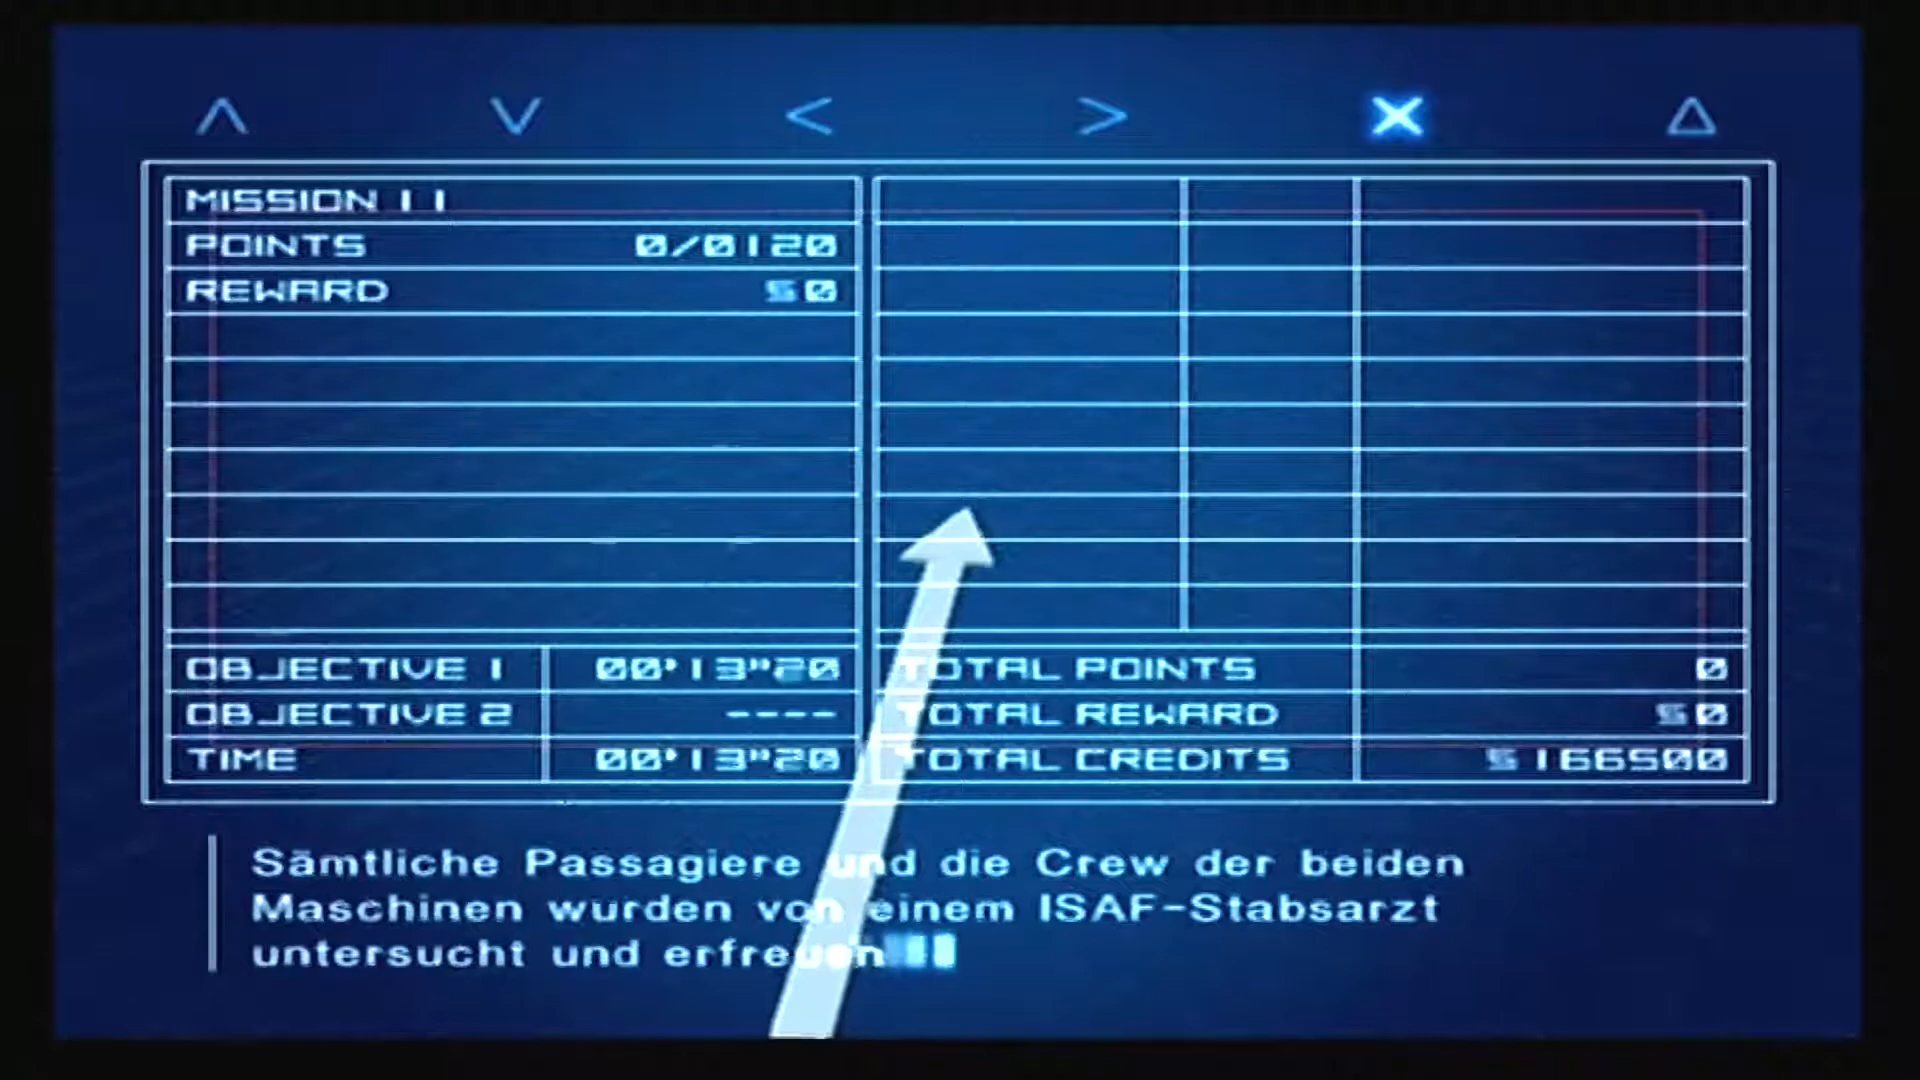 MISSION 11
POINTS 0/0120
REWARD $0
OBJECTIVE 1 00'13"20
OBJECTIVE 2 ----
TIME 00'13"20
TOTAL POINTS 0
TOTAL REWARD $0
TOTAL CREDITS $166500
Sämtliche Passagiere und die Crew der beiden
Maschinen wurden von einem ISAF-Stabsarzt
untersucht und erfreuen